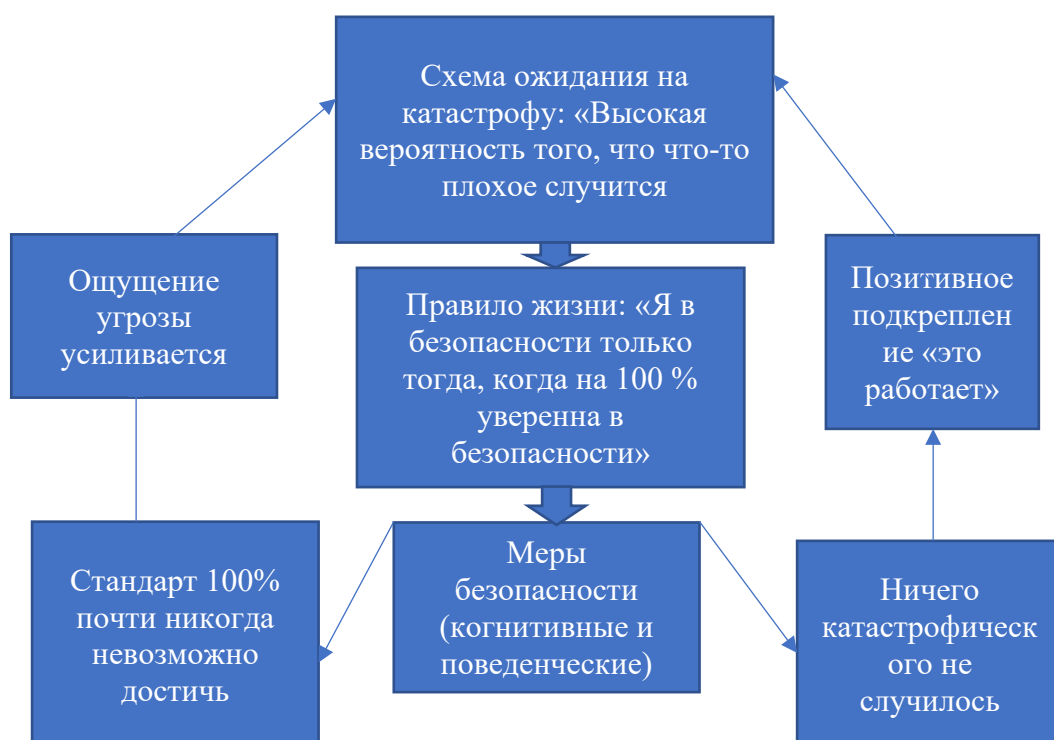 Схема ожидания на
катастрофу: «Высокая
вероятность того, что что-то
плохое случится
Ощущение
угрозы
усиливается
Правило жизни: «Я в
безопасности только
тогда, когда на 100 %
уверенна в
безопасности»
Позитивное
подкреплен
ие «это
работает»
Стандарт 100%
почти никогда
невозможно
достичь
Меры
безопасности
(когнитивные и
поведенческие)
Ничего
катастрофическ
ого не
случилось